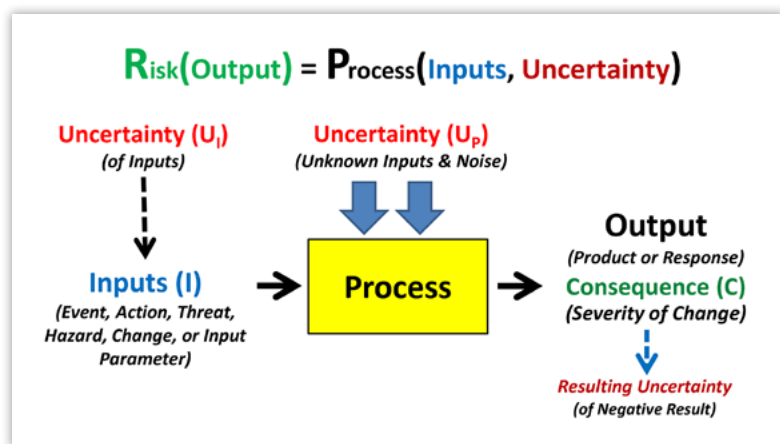 Risk(Output) = Process(Inputs, Uncertainty)
Uncertainty (UI)
(of Inputs)
Uncertainty (UP)
(Unknown Inputs & Noise)
Inputs (I)
(Event, Action, Threat,
Hazard, Change, or Input
Parameter)
Process
Output
(Product or Response)
Consequence (C)
(Severity of Change)
Resulting Uncertainty
(of Negative Result)